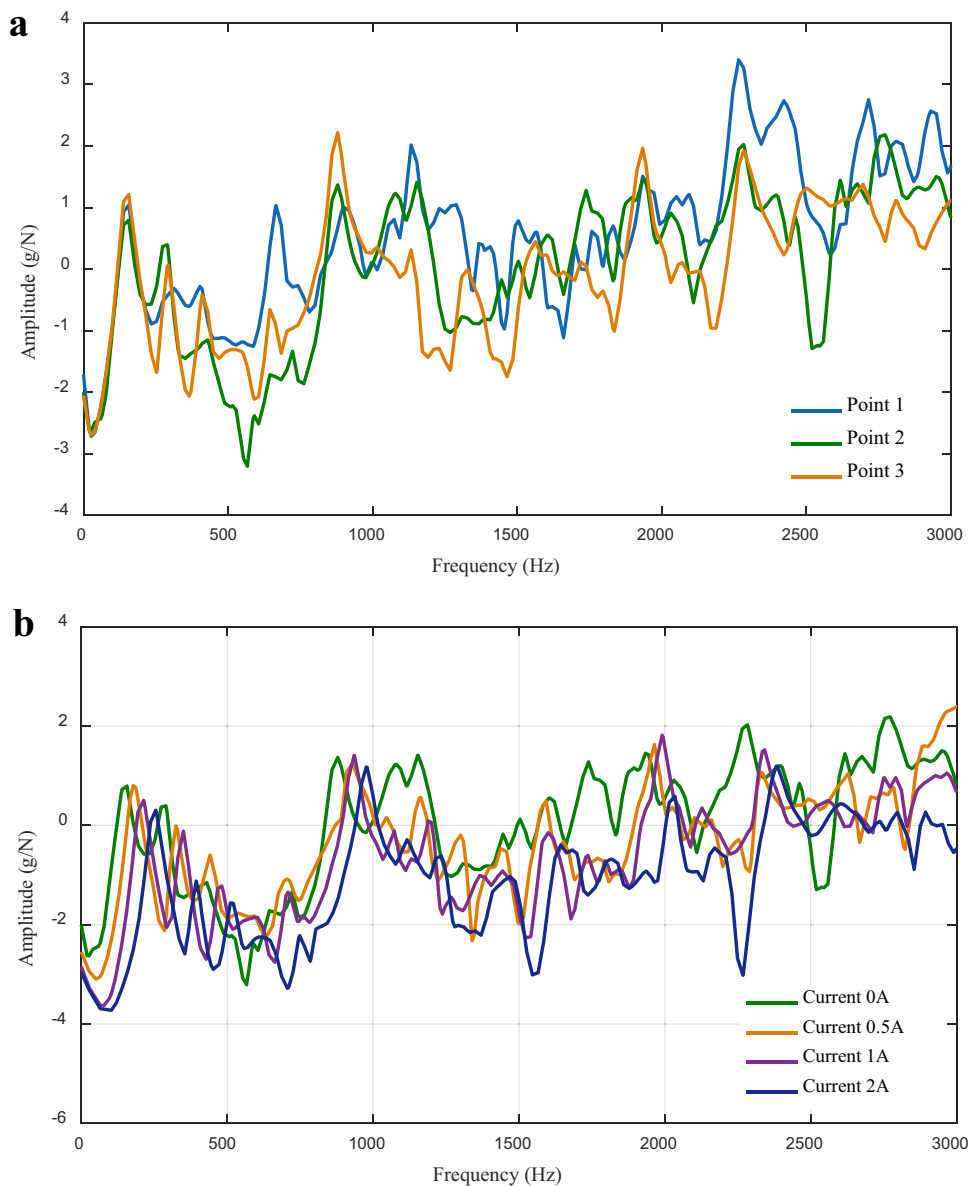 a
4
3
2
1
0
-1
-2
-3
-4
Amplitude (g/N)
Point 1
Point 2
Point 3
0 500 1000 1500 2000 2500 3000
Frequency (Hz)
b
4
2
0
-2
-4
-6
Amplitude (g/N)
Current 0A
Current 0.5A
Current 1A
Current 2A
0 500 1000 1500 2000 2500 3000
Frequency (Hz)